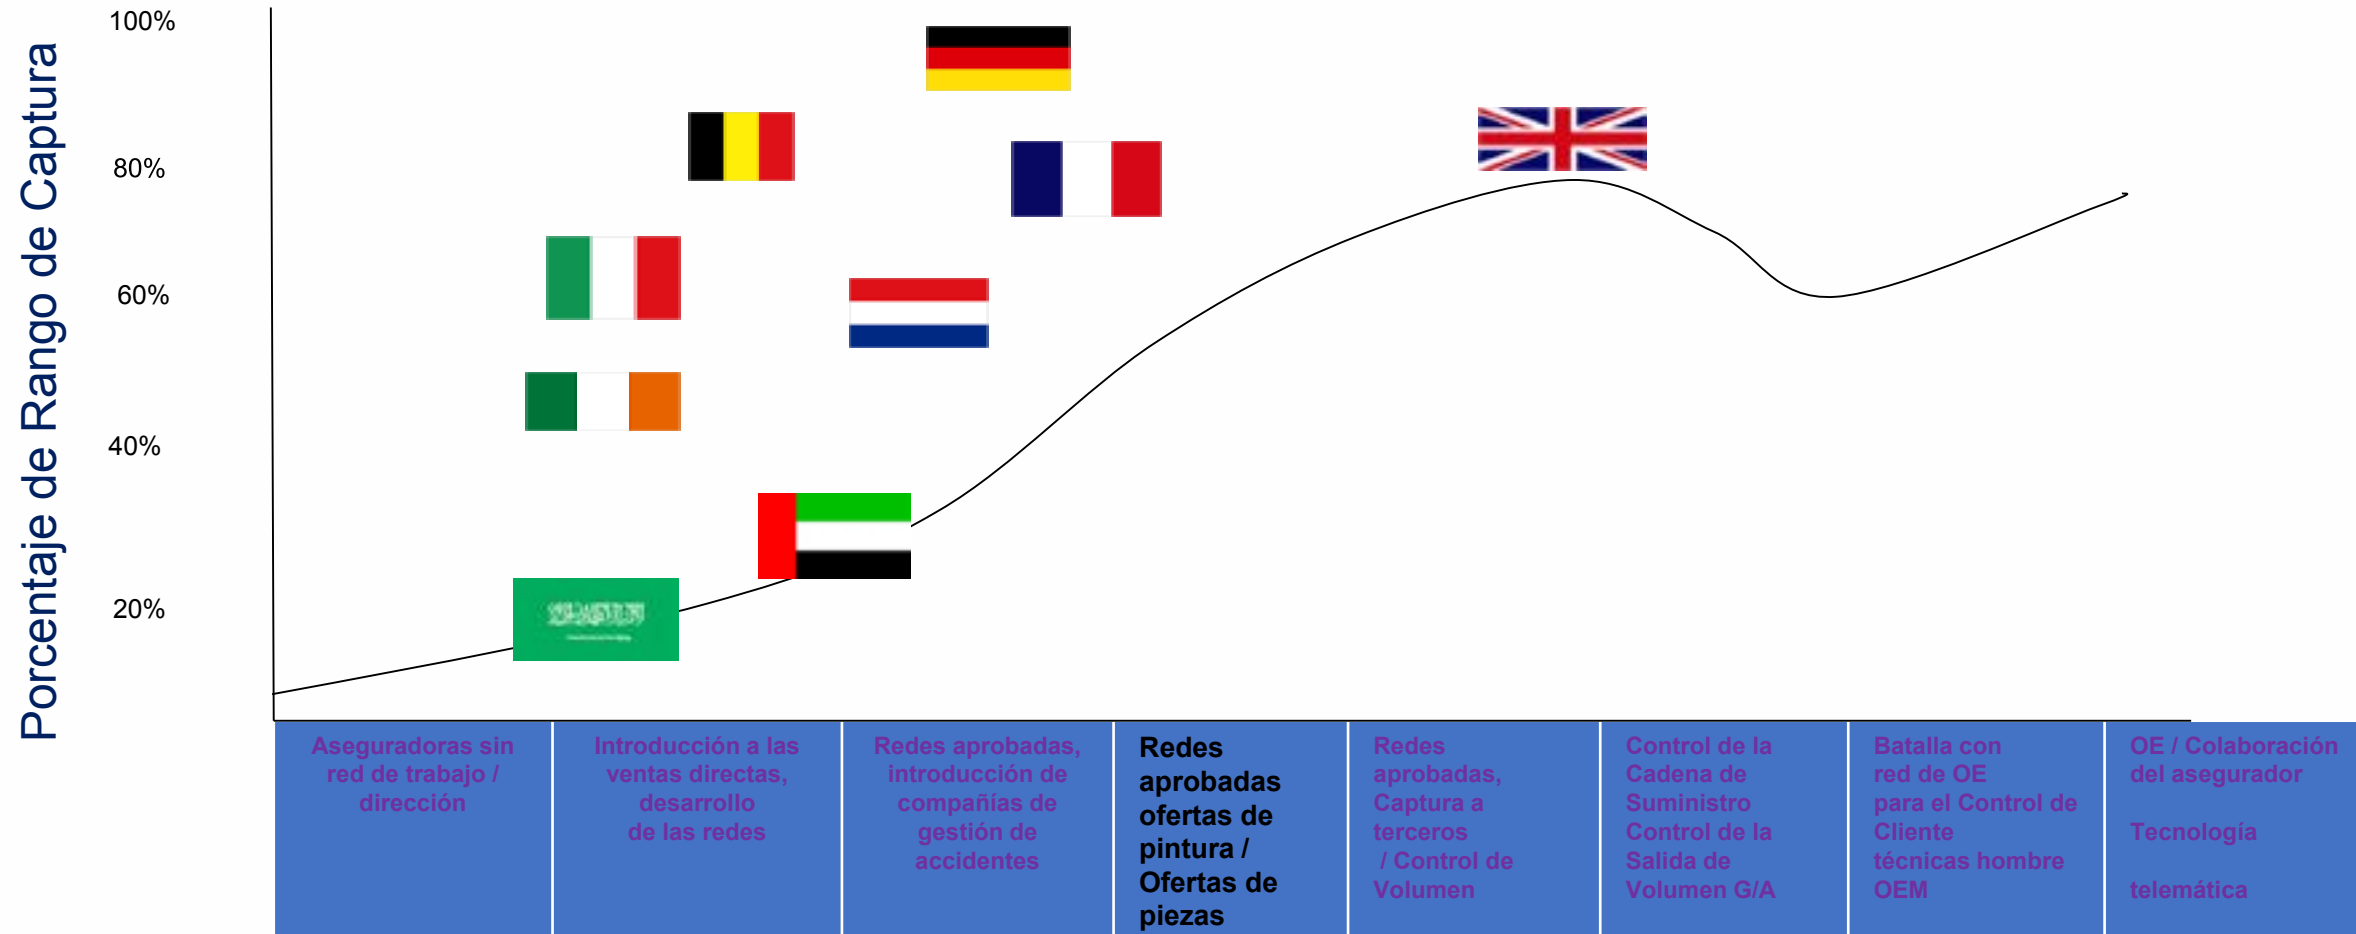 Porcentaje de Rango de Captura
100%
80%
60%
40%
20%
Aseguradoras sin
red de trabajo /
dirección
Introducción a las
ventas directas,
desarrollo
de las redes
Redes aprobadas,
introducción de
compañías de
gestión de
accidentes
Redes
aprobadas
ofertas de
pintura /
Ofertas de
piezas
Redes
aprobadas,
Captura a
terceros
/ Control de
Volumen
Control de la
Cadena de
Suministro
Control de la
Salida de
Volumen G/A
Batalla con
red de OE
para el Control de
Cliente
técnicas hombre
OEM
OE / Colaboración
del asegurador
Tecnología
telemática